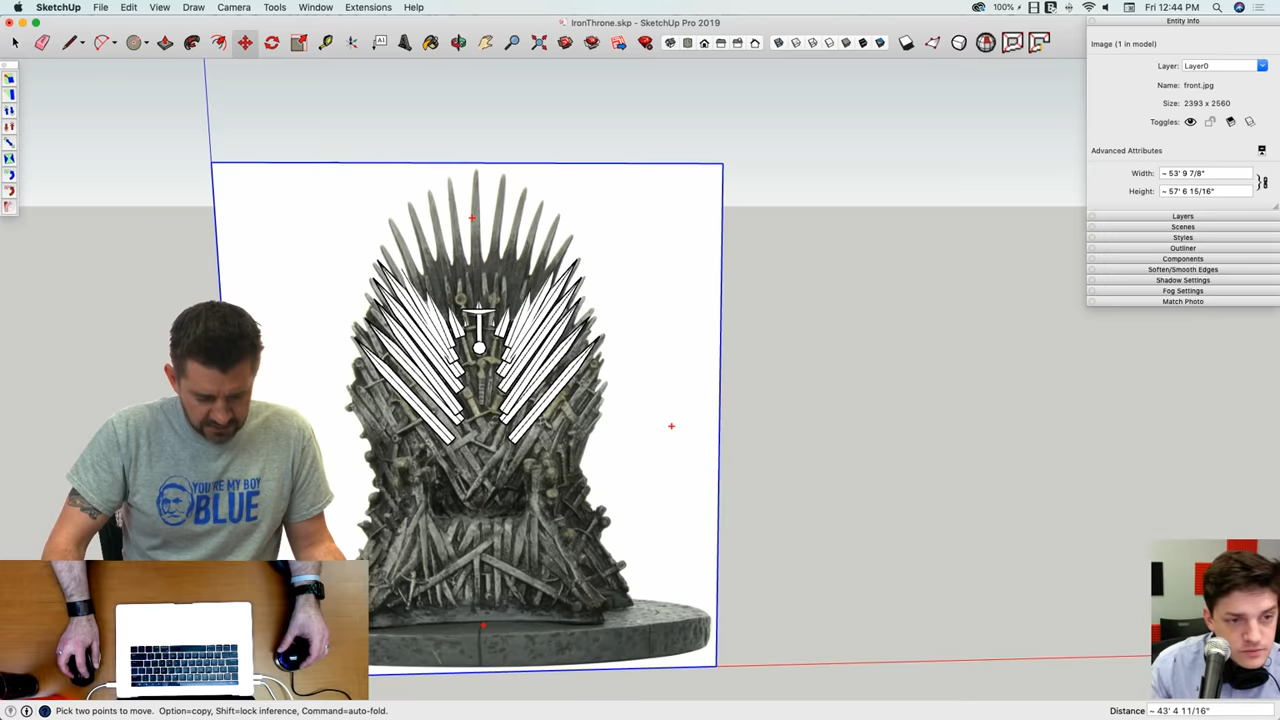 SketchUp File Edit View Draw Camera Tools Window Extensions Help
100% Fri 12:44 PM
IronThrone.skp - SketchUp Pro 2019
Entity Info
Image (1 in model)
Layer: Layer0
Name: front.jpg
Size: 2393 x 2560
Toggles:
Advanced Attributes
Width: ~ 53' 9 7/8"
Height: ~ 57' 6 15/16"
Layers
Scenes
Styles
Outliner
Components
Soften/Smooth Edges
Shadow Settings
Fog Settings
Match Photo
YOU'RE MY BOY
BLUE
Pick two points to move. Option=copy, Shift=lock inference, Command=auto-fold.
Distance ~ 43' 4 11/16"